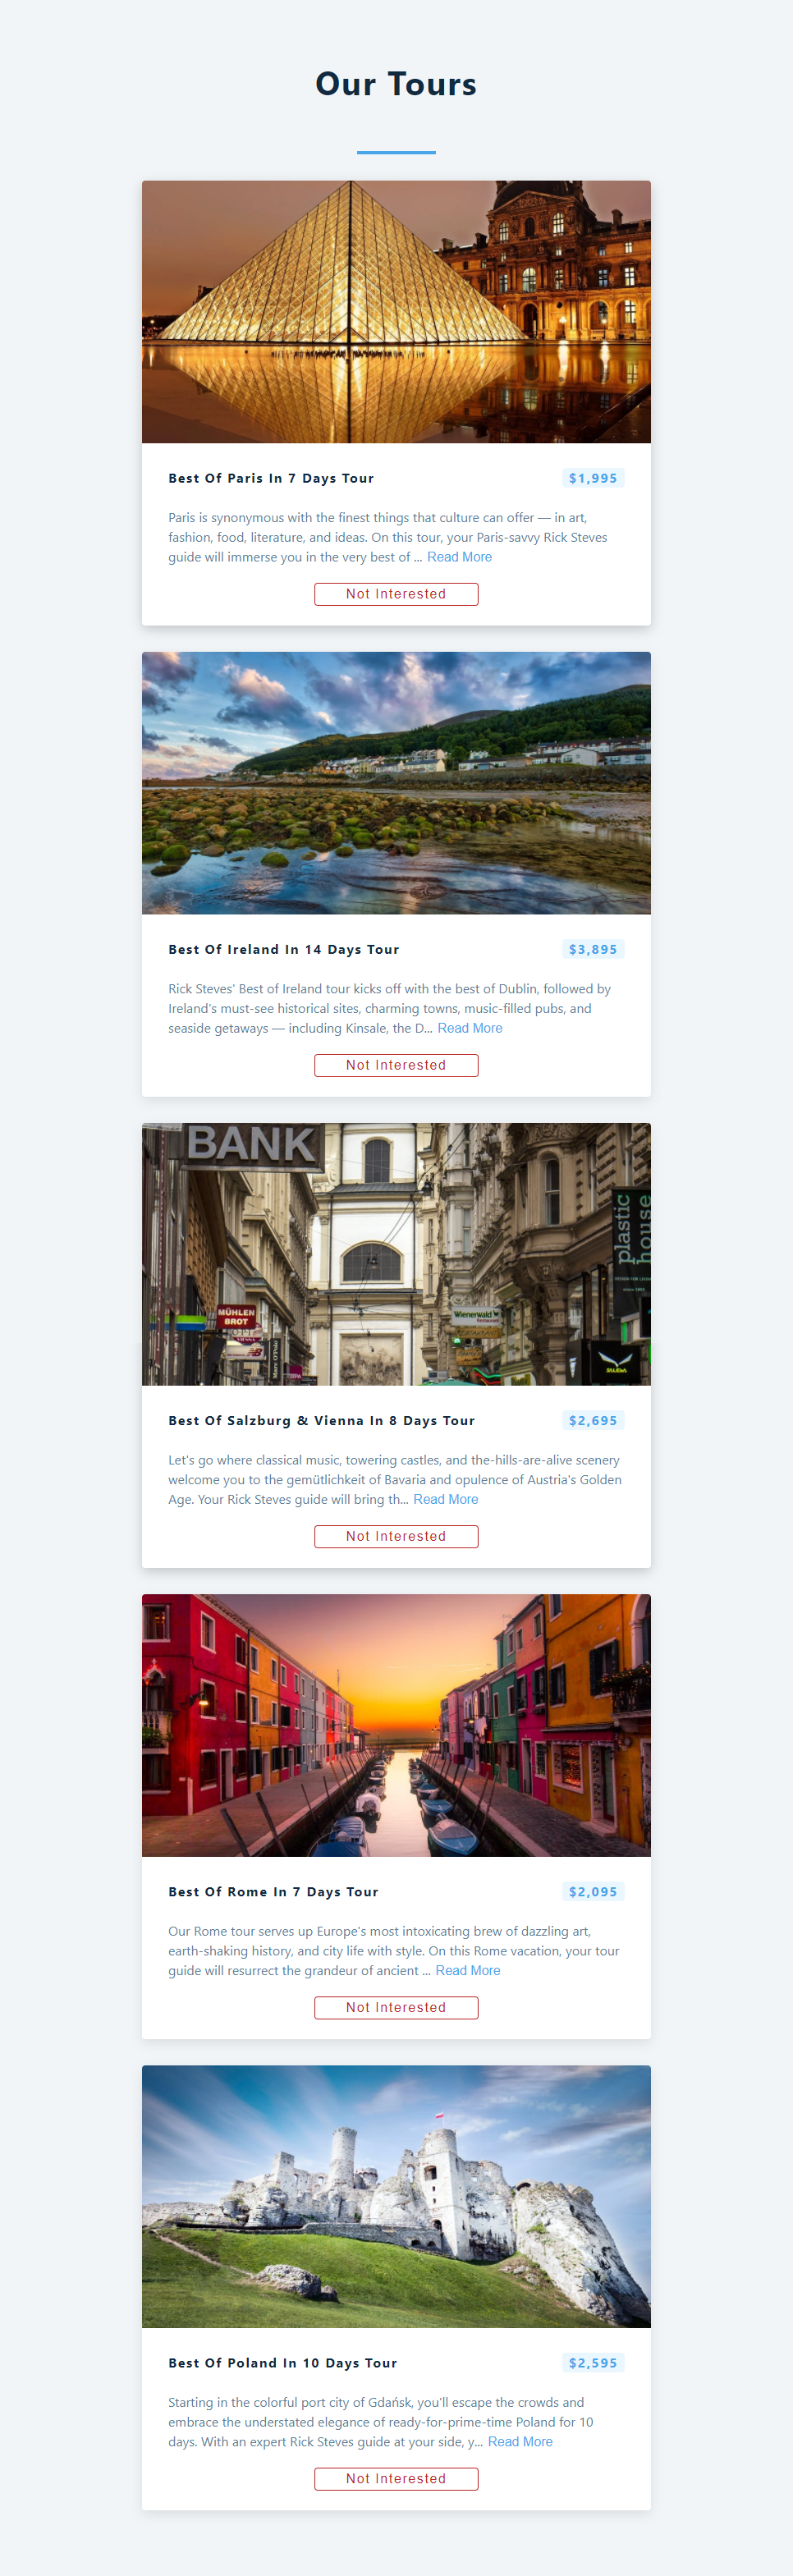 Our Tours
Best Of Paris In 7 Days Tour
$1,995
Paris is synonymous with the finest things that culture can offer — in art,
fashion, food, literature, and ideas. On this tour, your Paris-savvy Rick Steves
guide will immerse you in the very best of ... Read More
Not Interested
Best Of Ireland In 14 Days Tour
$3,895
Rick Steves' Best of Ireland tour kicks off with the best of Dublin, followed by
Ireland's must-see historical sites, charming towns, music-filled pubs, and
seaside getaways — including Kinsale, the D... Read More
Not Interested
BANK
plastic
house
MÜHLEN
BROT
Wienerwald
Marc O'Polo
SALEWA
Best Of Salzburg & Vienna In 8 Days Tour
$2,695
Let's go where classical music, towering castles, and the-hills-are-alive scenery
welcome you to the gemütlichkeit of Bavaria and opulence of Austria's Golden
Age. Your Rick Steves guide will bring th... Read More
Not Interested
Best Of Rome In 7 Days Tour
$2,095
Our Rome tour serves up Europe's most intoxicating brew of dazzling art,
earth-shaking history, and city life with style. On this Rome vacation, your tour
guide will resurrect the grandeur of ancient ... Read More
Not Interested
Best Of Poland In 10 Days Tour
$2,595
Starting in the colorful port city of Gdańsk, you'll escape the crowds and
embrace the understated elegance of ready-for-prime-time Poland for 10
days. With an expert Rick Steves guide at your side, y... Read More
Not Interested